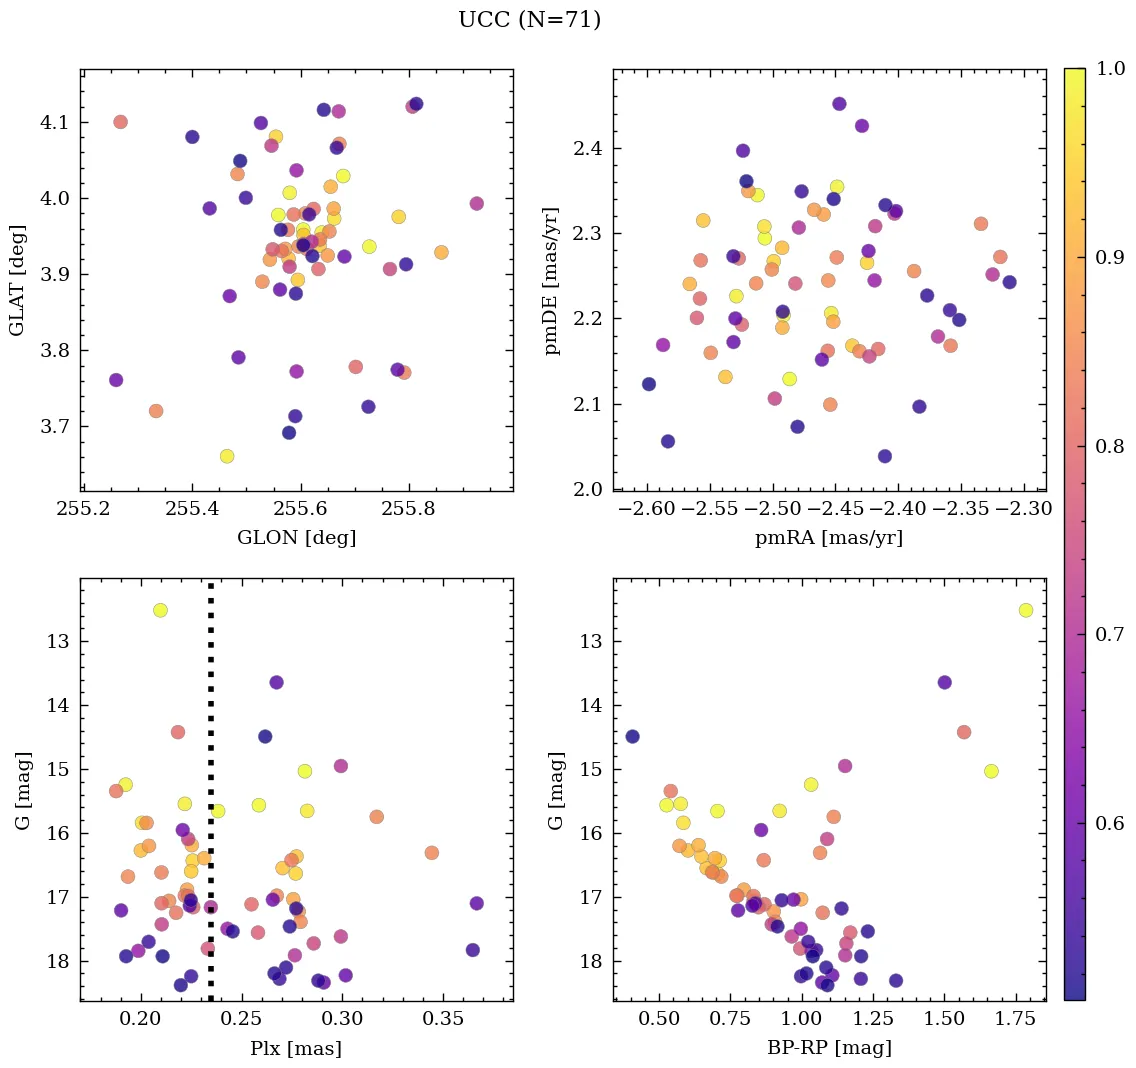 UCC (N=71)
4.1
4.0
3.9
3.8
3.7
GLAT [deg]
255.2 255.4 255.6 255.8
GLON [deg]
2.4
2.3
2.2
2.1
2.0
pmDE [mas/yr]
−2.60 −2.55 −2.50 −2.45 −2.40 −2.35 −2.30
pmRA [mas/yr]
13
14
15
16
17
18
G [mag]
0.20 0.25 0.30 0.35
Plx [mas]
13
14
15
16
17
18
G [mag]
0.50 0.75 1.00 1.25 1.50 1.75
BP-RP [mag]
1.0
0.9
0.8
0.7
0.6